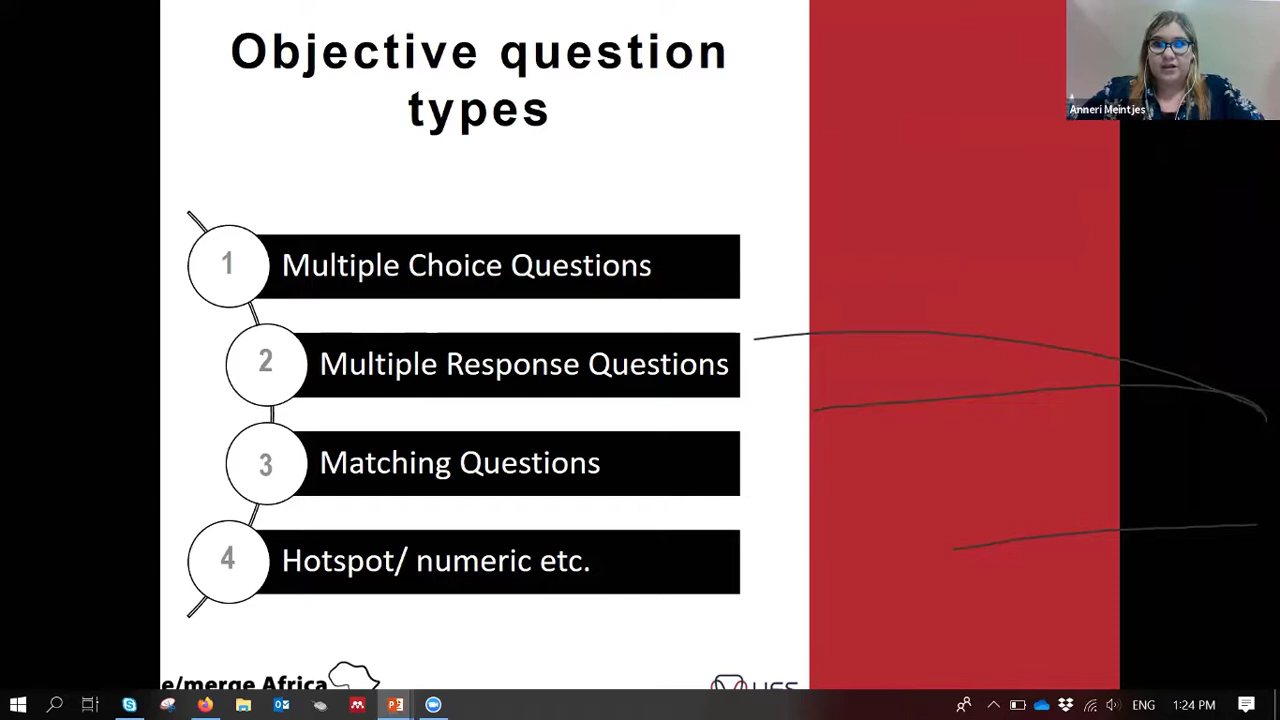 Objective question
types
Anneri Meintjes
1
Multiple Choice Questions
2
Multiple Response Questions
3
Matching Questions
4
Hotspot/ numeric etc.
e/merge Africa
UFS
ENG
1:24 PM